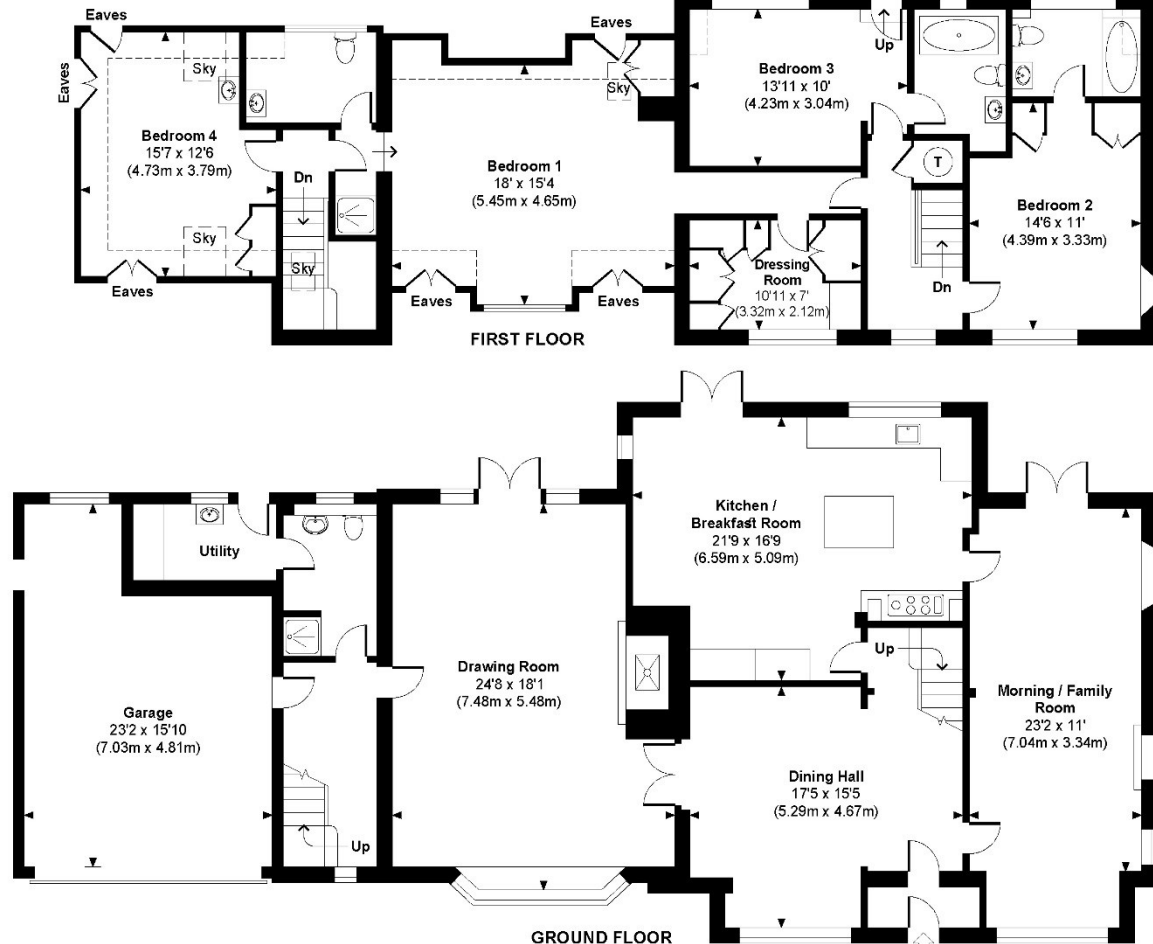 Eaves
Eaves
Eaves
Sky
Bedroom 4
15'7 x 12'6
(4.73m x 3.79m)
Sky
Eaves
Dn
Sky
Bedroom 1
18' x 15'4
(5.45m x 4.65m)
Sky
Eaves
Eaves
Bedroom 3
13'11 x 10'
(4.23m x 3.04m)
Up
T
Bedroom 2
14'6 x 11'
(4.39m x 3.33m)
Dn
Dressing
Room
10'11 x 7'
(3.32m x 2.12m)
FIRST FLOOR
Utility
Garage
23'2 x 15'10
(7.03m x 4.81m)
Up
Drawing Room
24'8 x 18'1
(7.48m x 5.48m)
Kitchen /
Breakfast Room
21'9 x 16'9
(6.59m x 5.09m)
Up
Morning / Family
Room
23'2 x 11'
(7.04m x 3.34m)
Dining Hall
17'5 x 15'5
(5.29m x 4.67m)
GROUND FLOOR